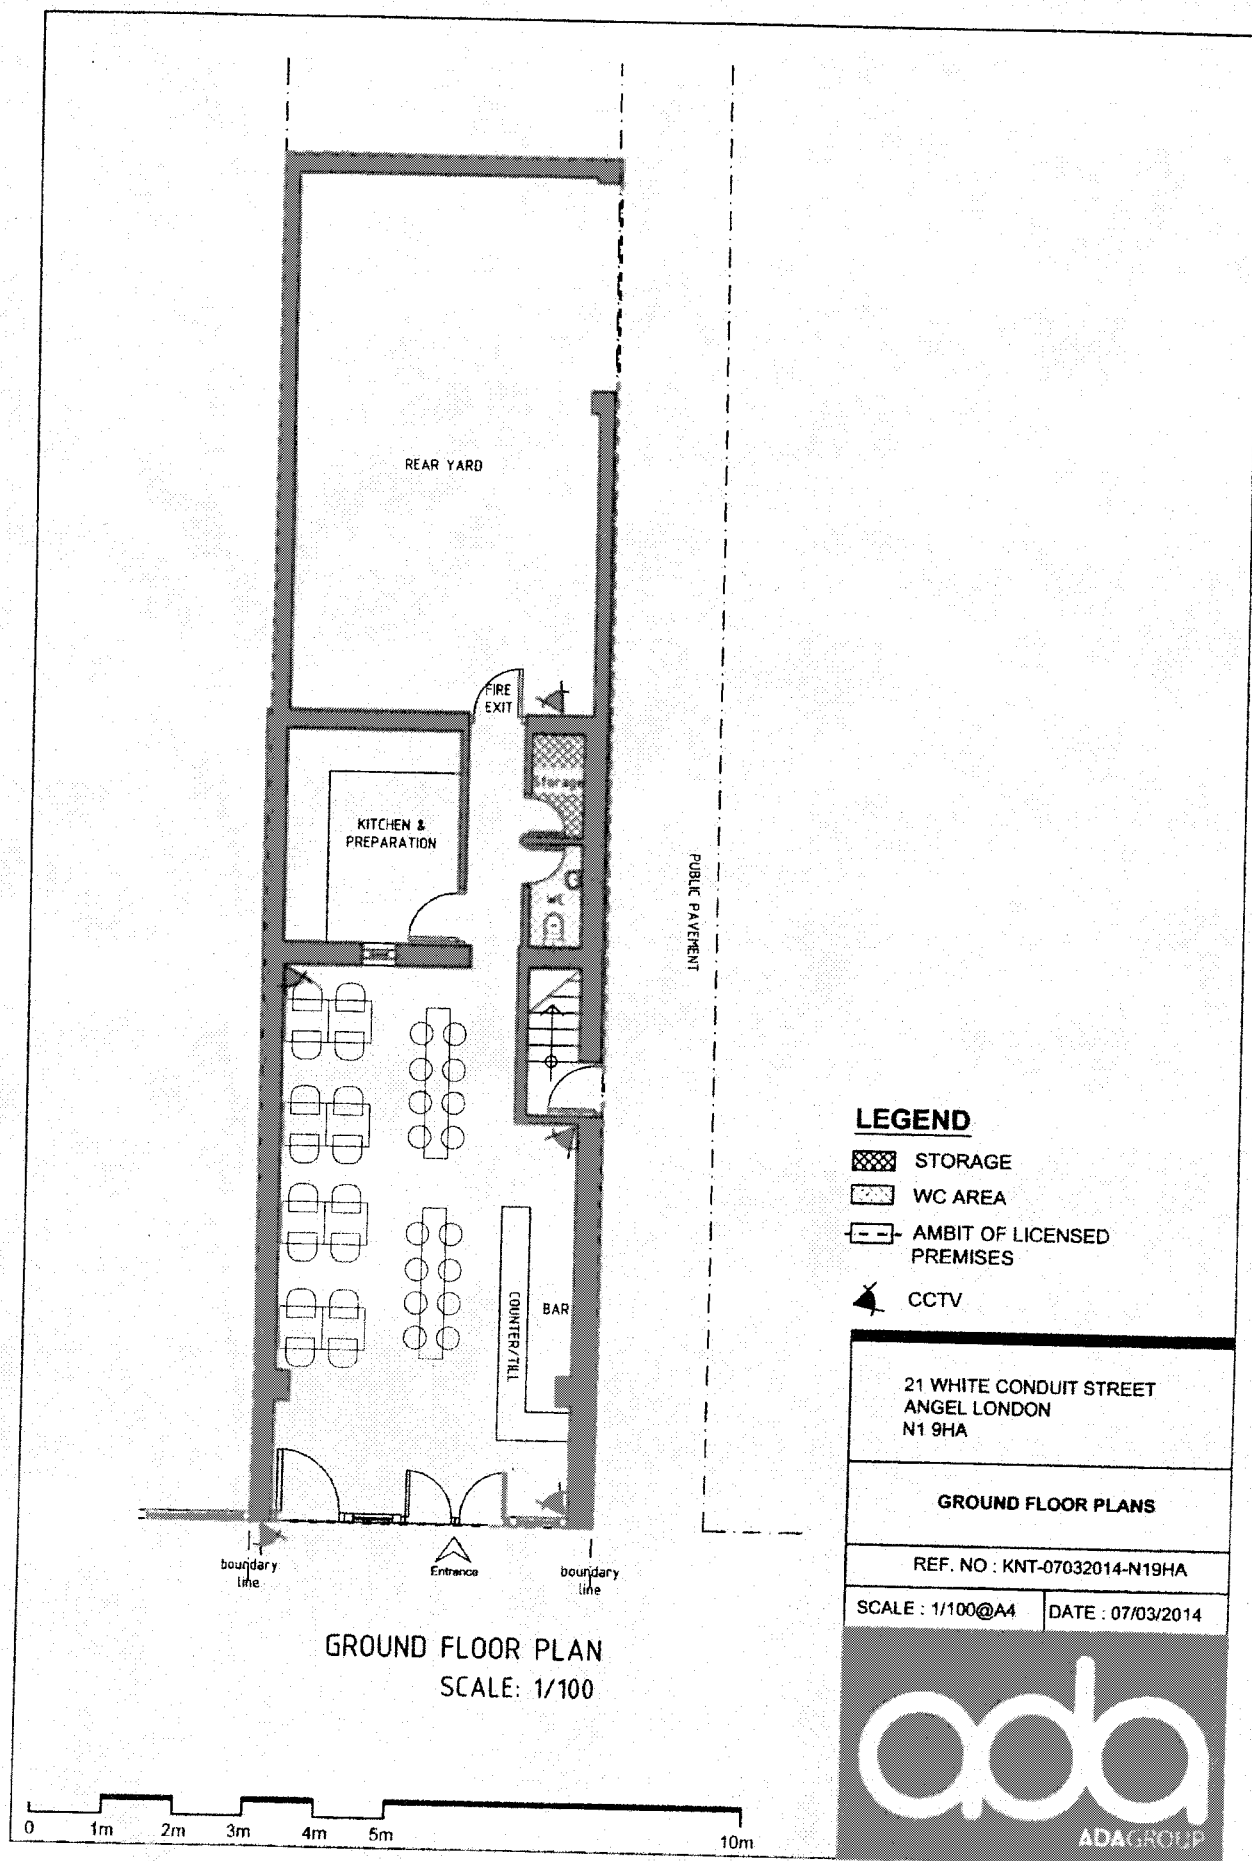 REAR YARD
FIRE
EXIT
Storage
KITCHEN &
PREPARATION
PUBLIC PAVEMENT
COUNTER/TILL
BAR
boundary
line
Entrance
boundary
line
GROUND FLOOR PLAN
SCALE: 1/100
0 1m 2m 3m 4m 5m 10m
LEGEND
STORAGE
WC AREA
AMBIT OF LICENSED
PREMISES
CCTV
21 WHITE CONDUIT STREET
ANGEL LONDON
N1 9HA
GROUND FLOOR PLANS
REF. NO : KNT-07032014-N19HA
SCALE : 1/100@A4 DATE : 07/03/2014
ada
ADAGROUP